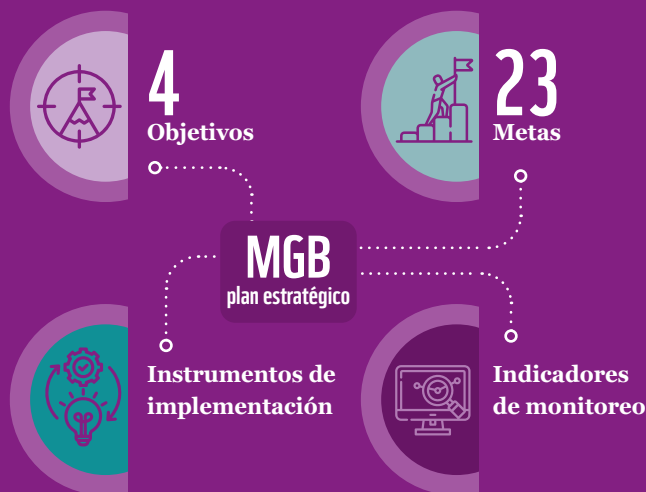 4
Objetivos
23
Metas
MGB
plan estratégico
Instrumentos de
implementación
Indicadores
de monitoreo